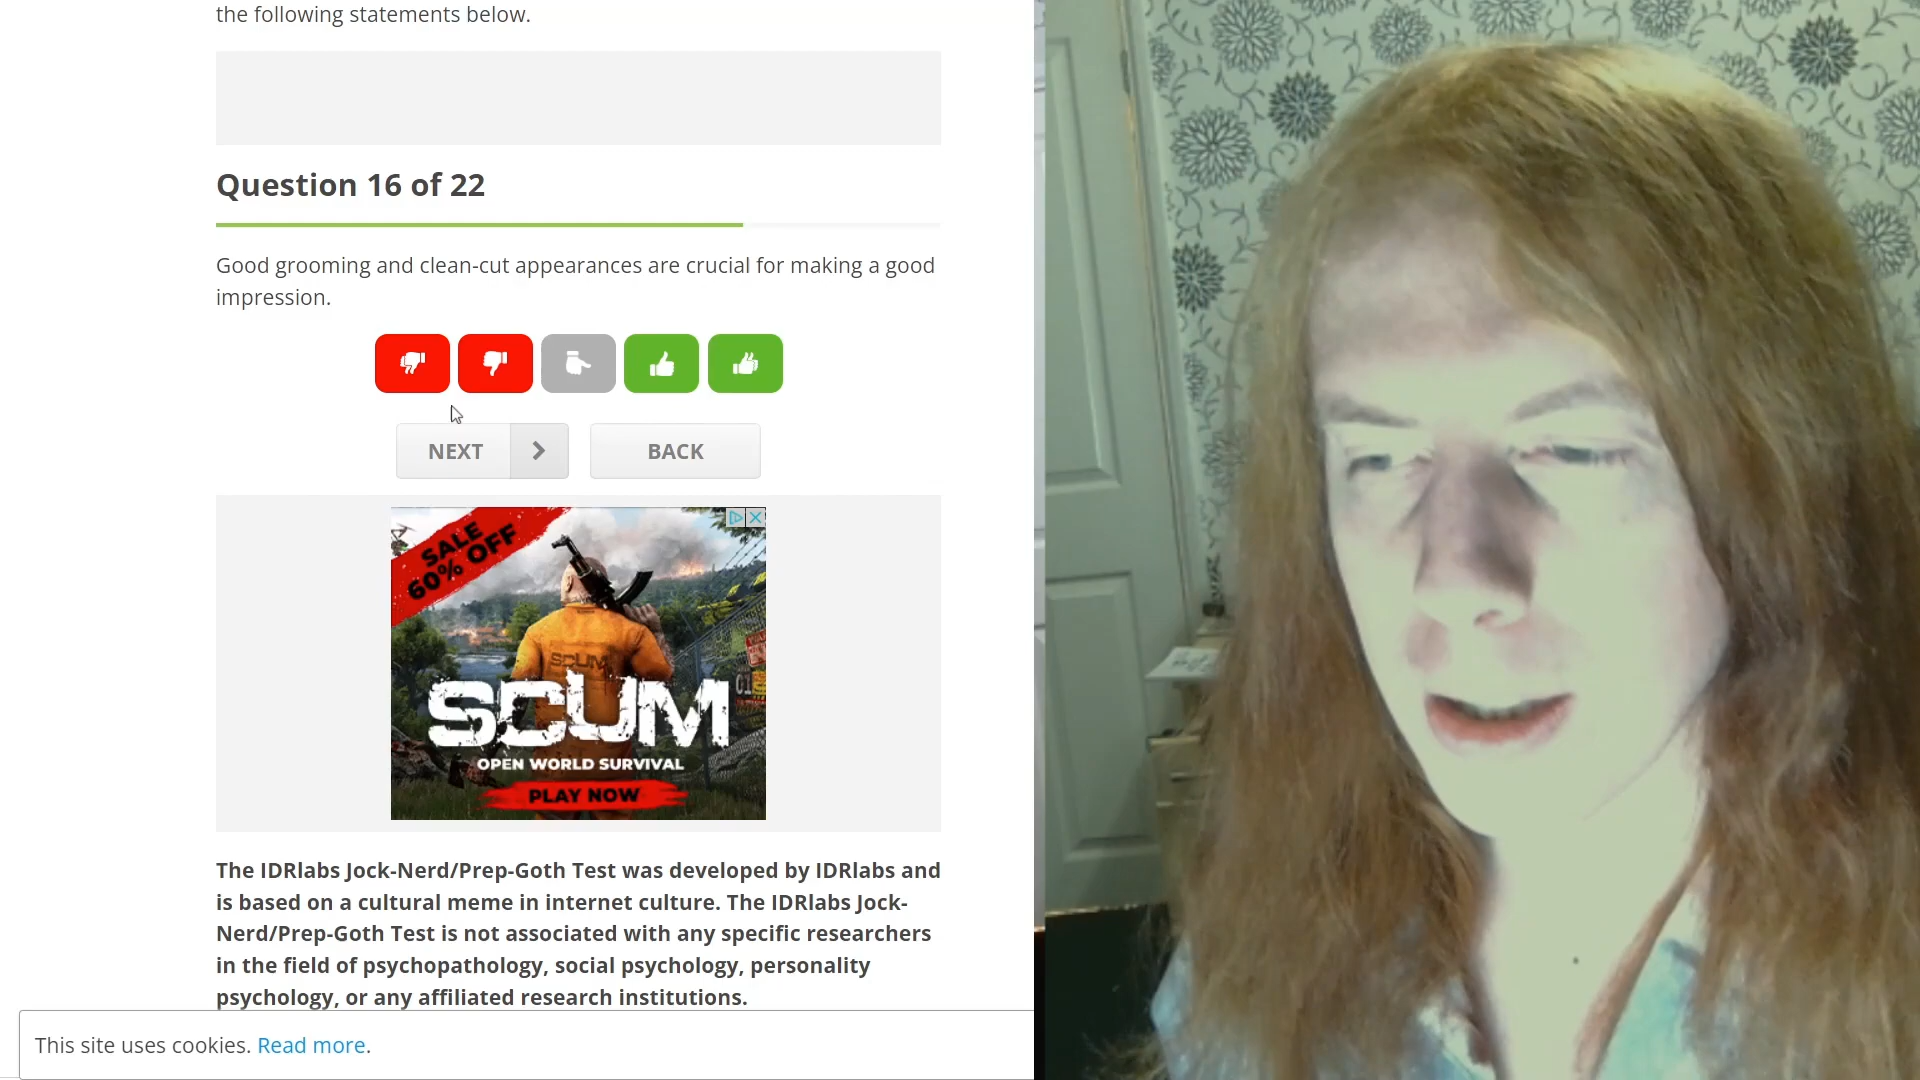 the following statements below.
Question 16 of 22
Good grooming and clean-cut appearances are crucial for making a good
impression.
NEXT
BACK
SALE
60% OFF
SCUM
SCUM
OPEN WORLD SURVIVAL
PLAY NOW
The IDRlabs Jock-Nerd/Prep-Goth Test was developed by IDRlabs and
is based on a cultural meme in internet culture. The IDRlabs Jock-
Nerd/Prep-Goth Test is not associated with any specific researchers
in the field of psychopathology, social psychology, personality
psychology, or any affiliated research institutions.
This site uses cookies. Read more.